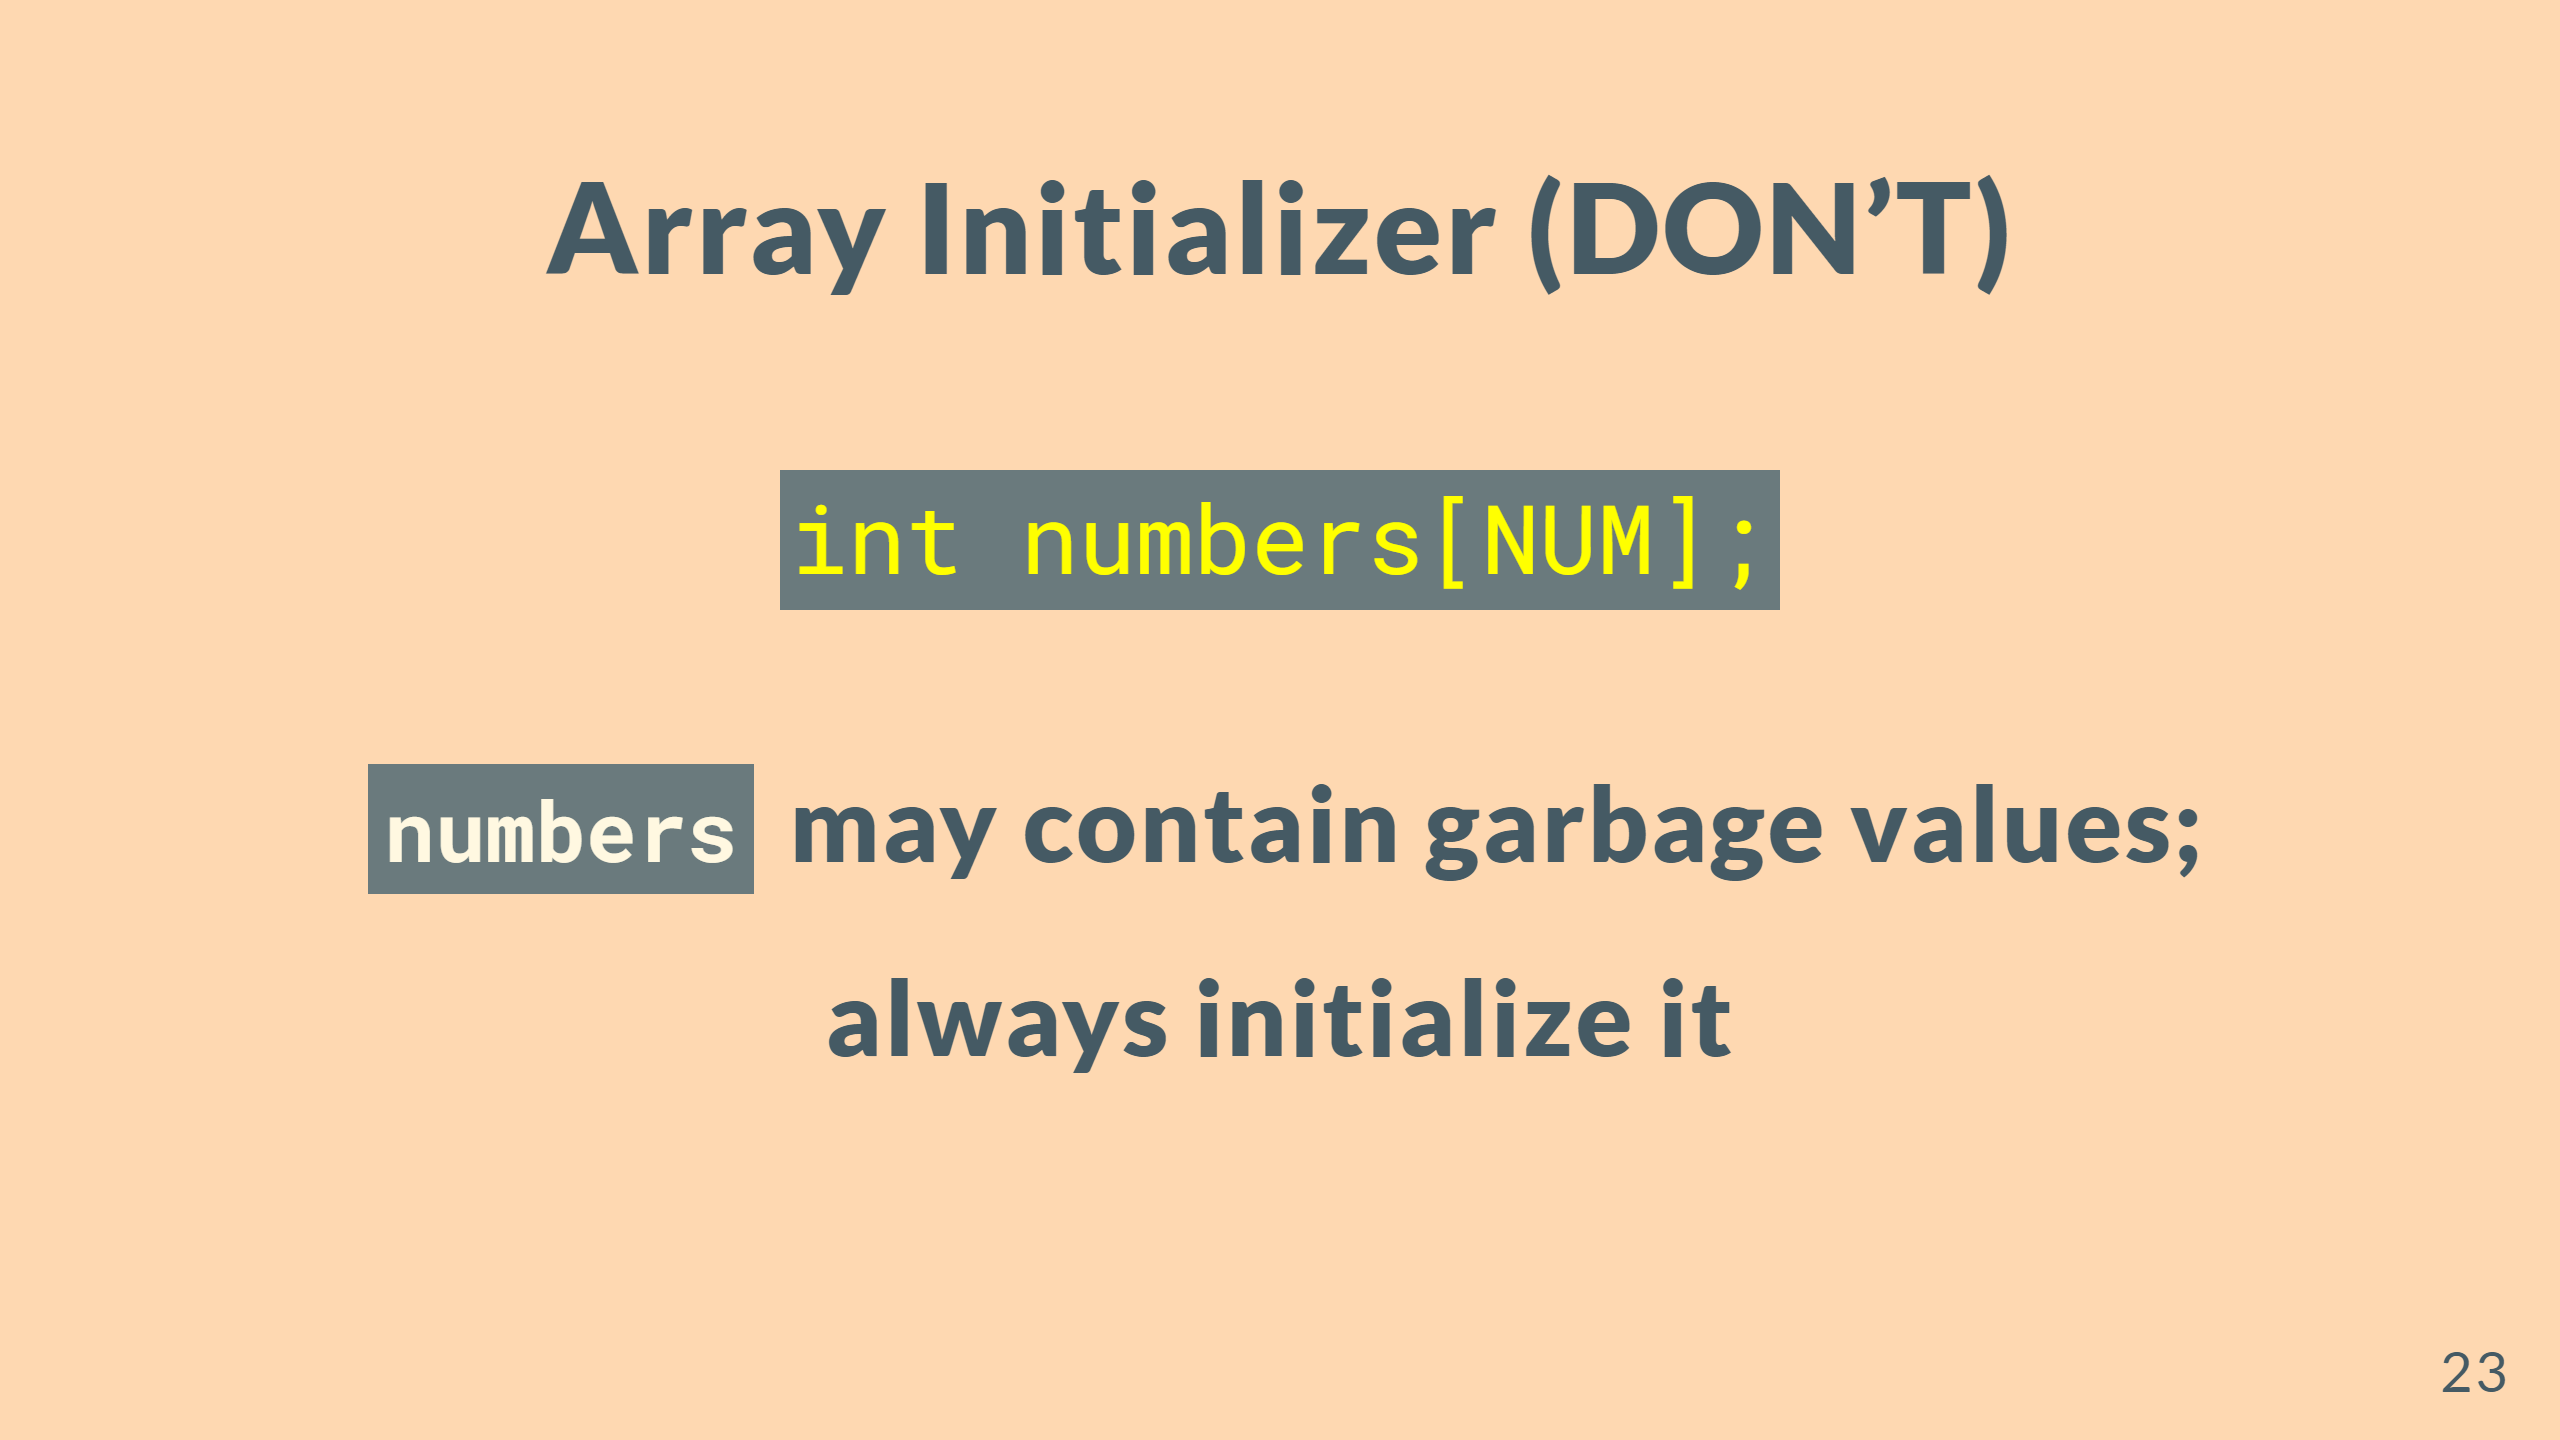 Array Initializer (DON’T)
int numbers[NUM];
numbers may contain garbage values;
always initialize it
23